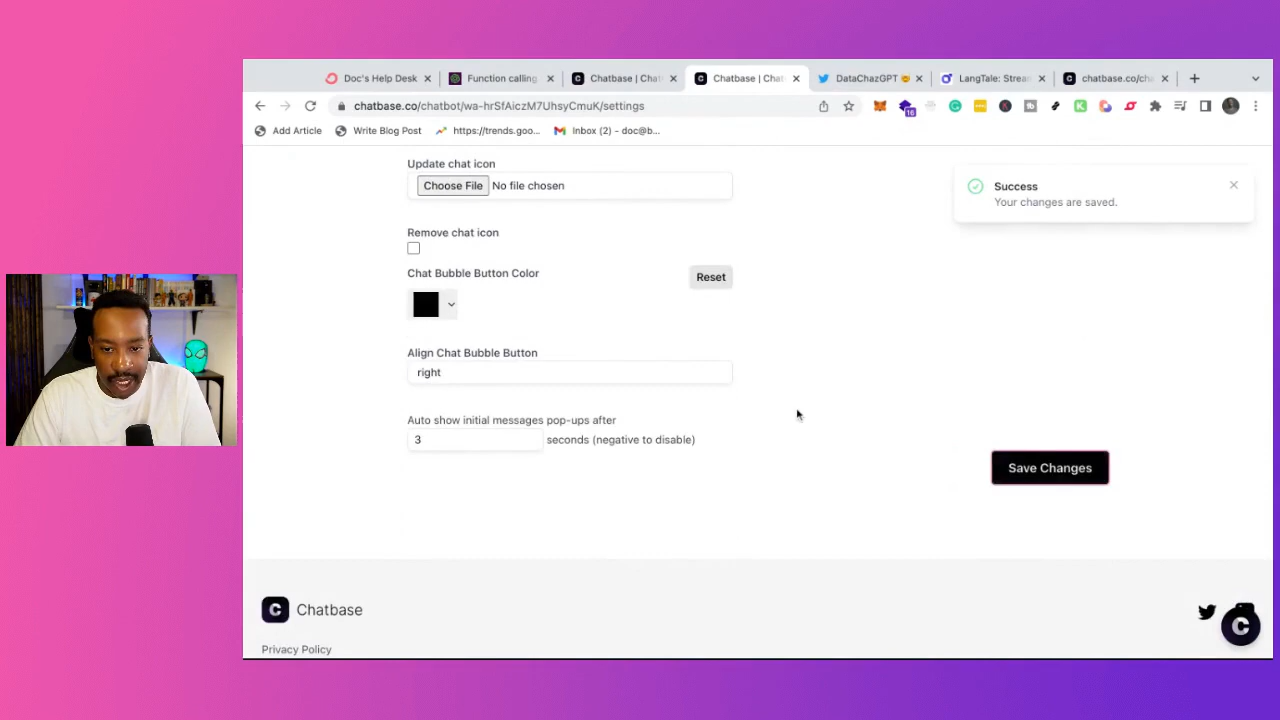 Doc's Help Desk
Function calling
Chatbase | Chat
Chatbase | Cha
DataChazGPT
LangTale: Strea
chatbase.co/cha
chatbase.co/chatbot/wa-hrSfAiczM7UhsyCmuK/settings
16
Add Article
Write Blog Post
https://trends.goo...
Inbox (2) - doc@b...
Update chat icon
Choose File No file chosen
Success
Your changes are saved.
Remove chat icon
Chat Bubble Button Color
Reset
Align Chat Bubble Button
right
Auto show initial messages pop-ups after
3 seconds (negative to disable)
Save Changes
C Chatbase
C
Privacy Policy